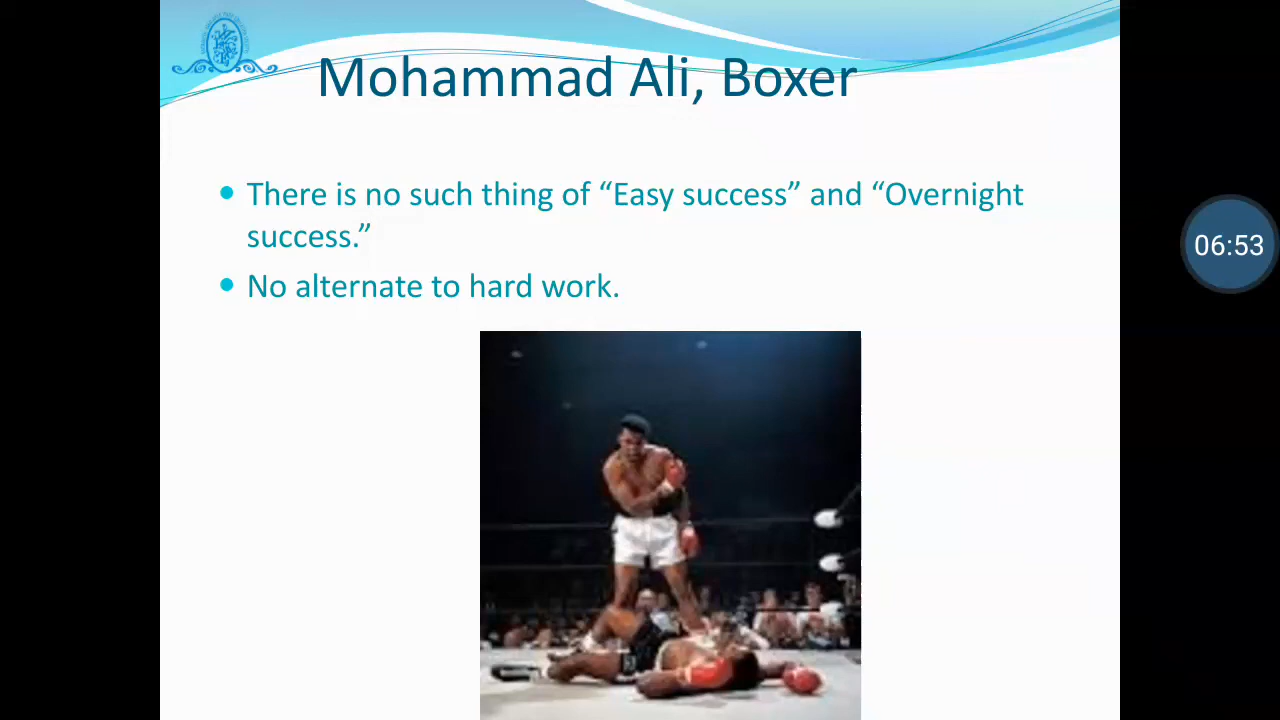 Mohammad Ali, Boxer
There is no such thing of “Easy success” and “Overnight
success.”
No alternate to hard work.
06:53